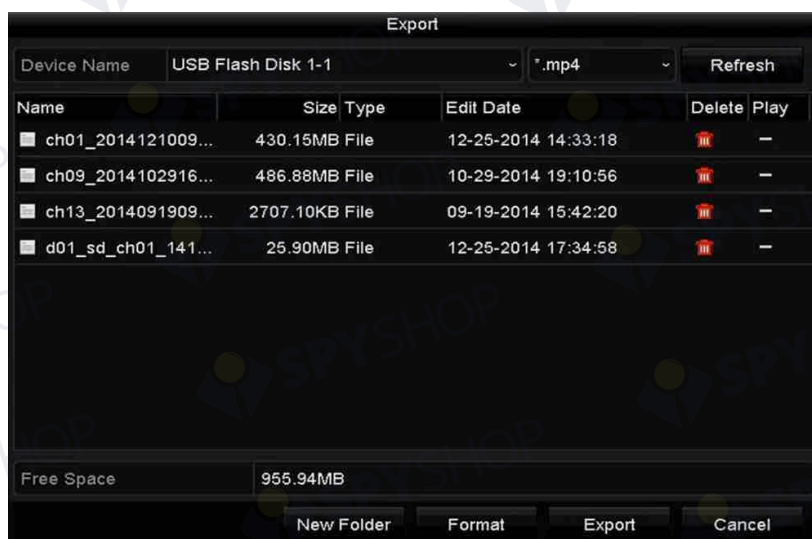 Export
Device Name USB Flash Disk 1-1 *.mp4 Refresh
Name Size Type Edit Date Delete Play
ch01_2014121009... 430.15MB File 12-25-2014 14:33:18
ch09_2014102916... 486.88MB File 10-29-2014 19:10:56
ch13_2014091909... 2707.10KB File 09-19-2014 15:42:20
d01_sd_ch01_141... 25.90MB File 12-25-2014 17:34:58
SPYSHOP
Free Space 955.94MB
New Folder Format Export Cancel